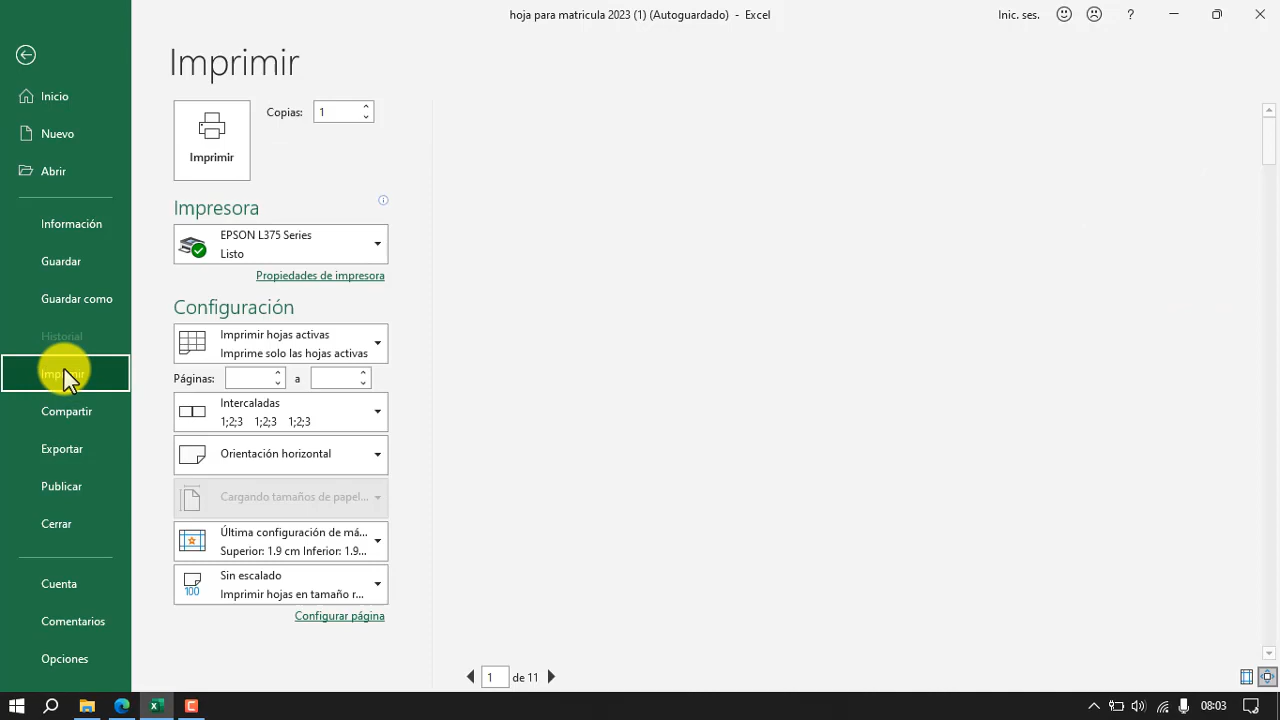 hoja para matricula 2023 (1) (Autoguardado) - Excel
Inic. ses.
?
Inicio
Nuevo
Abrir
Información
Guardar
Guardar como
Historial
Imprimir
Compartir
Exportar
Publicar
Cerrar
Cuenta
Comentarios
Opciones
Imprimir
Imprimir
Copias: 1
Impresora
EPSON L375 Series
Listo
Propiedades de impresora
Configuración
Imprimir hojas activas
Imprime solo las hojas activas
Páginas: a
Intercaladas
1;2;3 1;2;3 1;2;3
Orientación horizontal
Cargando tamaños de papel...
Última configuración de má...
Superior: 1.9 cm Inferior: 1.9...
100
Sin escalado
Imprimir hojas en tamaño r...
Configurar página
1 de 11
08:03